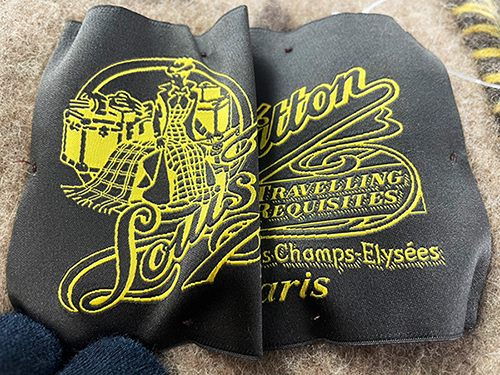 Louis
itton
TRAVELLING
REQUISITES
s Champs-Elysées
aris